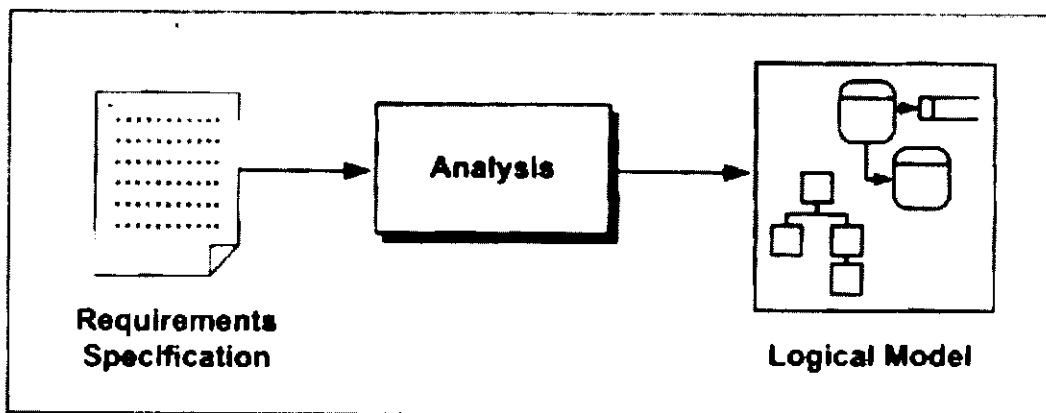 Analysis
Requirements
Specification
Logical Model